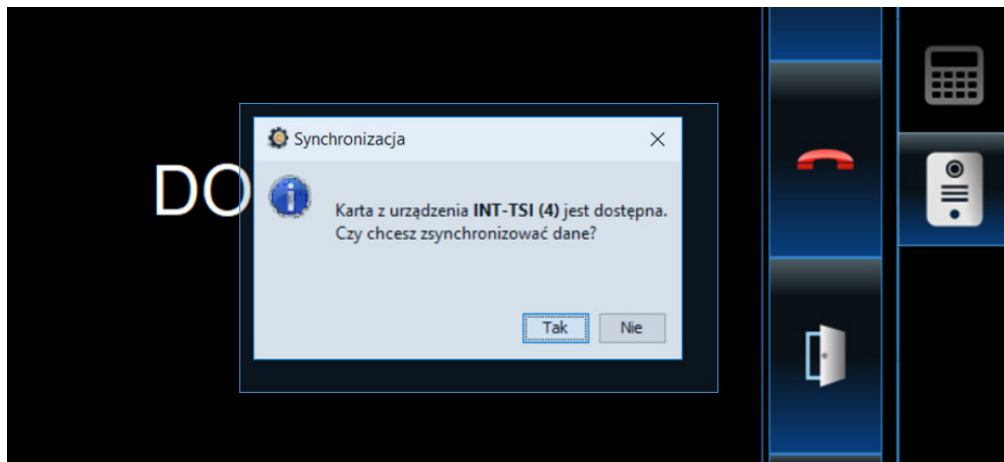 Synchronizacja
DO
Karta z urządzenia INT-TSI (4) jest dostępna.
Czy chcesz zsynchronizować dane?
Tak Nie